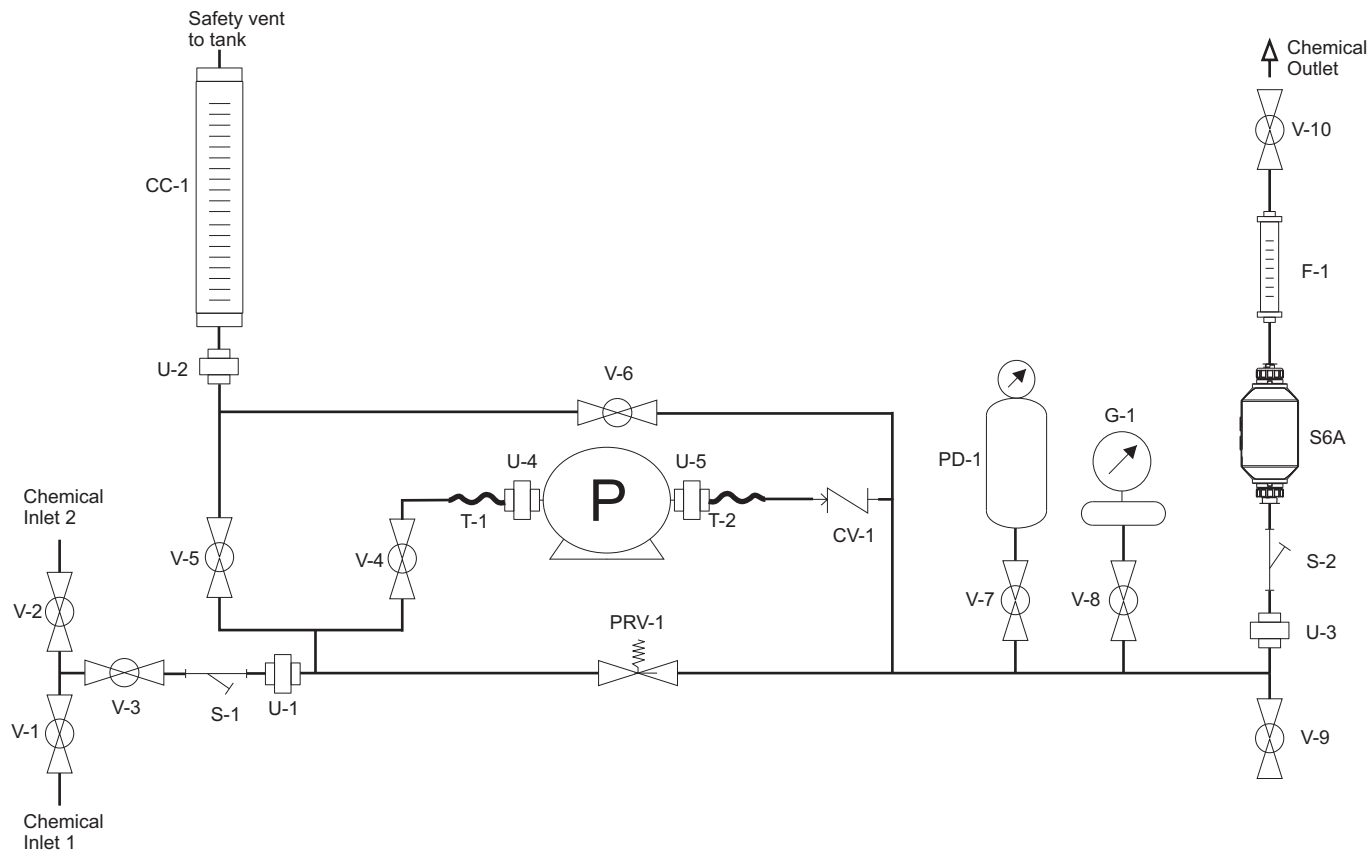 Safety vent
to tank
Chemical
Outlet
V-10
CC-1
F-1
U-2
V-6
G-1
PD-1
S6A
U-4
U-5
P
Chemical
Inlet 2
T-1
T-2
CV-1
V-5
V-4
S-2
V-7
V-8
V-2
PRV-1
U-3
V-3
S-1
U-1
V-1
V-9
Chemical
Inlet 1